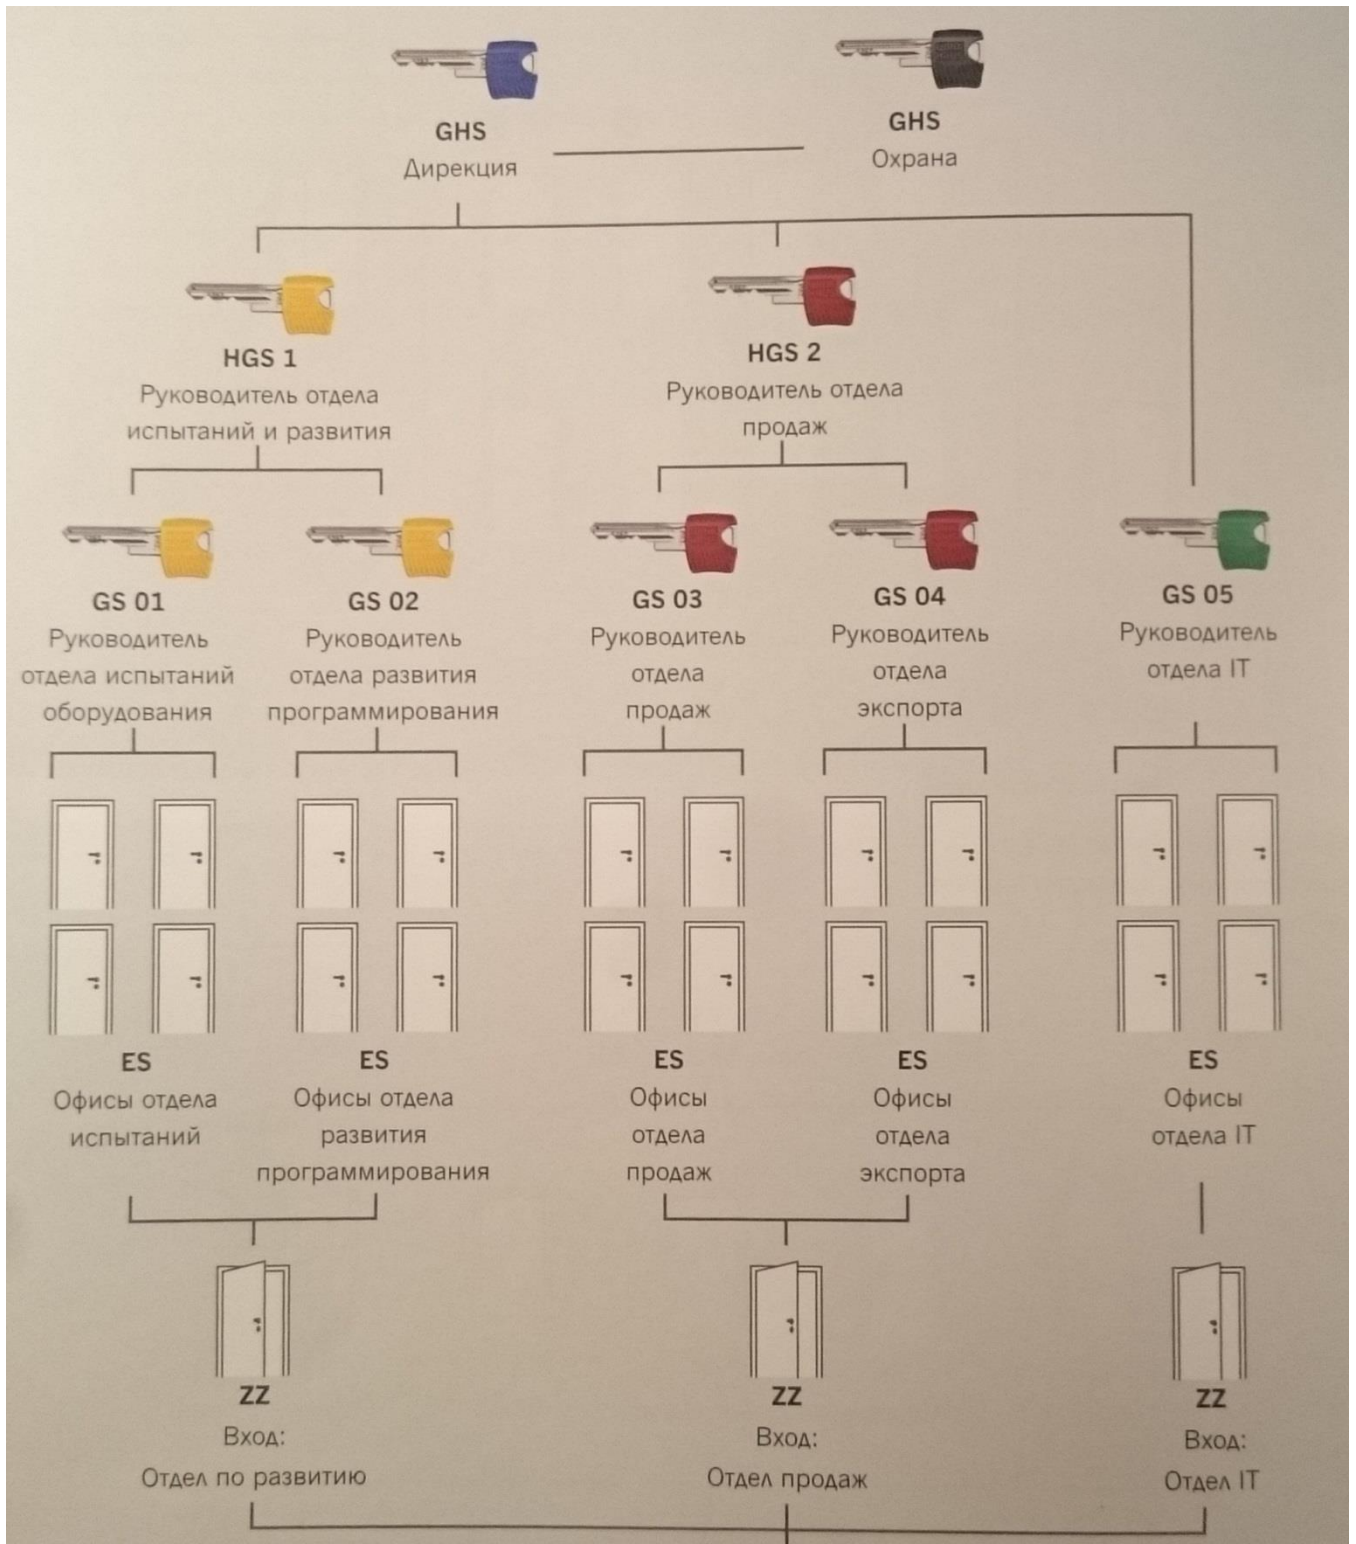 GHS
Дирекция
GHS
Охрана
HGS 1
Руководитель отдела
испытаний и развития
HGS 2
Руководитель отдела
продаж
GS 01
Руководитель
отдела испытаний
оборудования
GS 02
Руководитель
отдела развития
программирования
GS 03
Руководитель
отдела
продаж
GS 04
Руководитель
отдела
экспорта
GS 05
Руководитель
отдела IT
ES
Офисы отдела
испытаний
ES
Офисы отдела
развития
программирования
ES
Офисы
отдела
продаж
ES
Офисы
отдела
экспорта
ES
Офисы
отдела IT
ZZ
Вход:
Отдел по развитию
ZZ
Вход:
Отдел продаж
ZZ
Вход:
Отдел IT